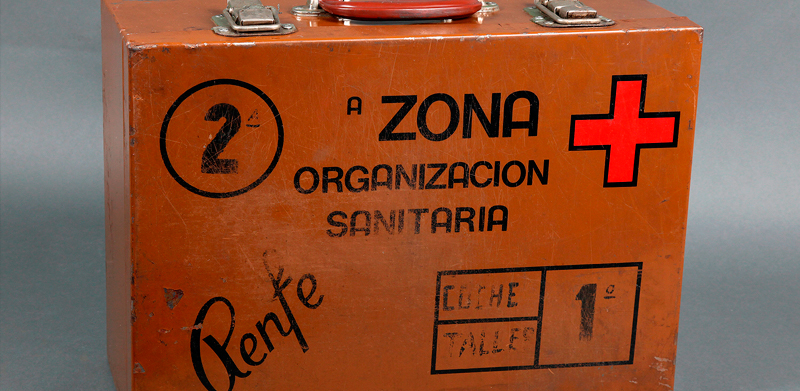 2ª
A ZONA
ORGANIZACION
SANITARIA
Renfe
COCHE
TALLER
1º